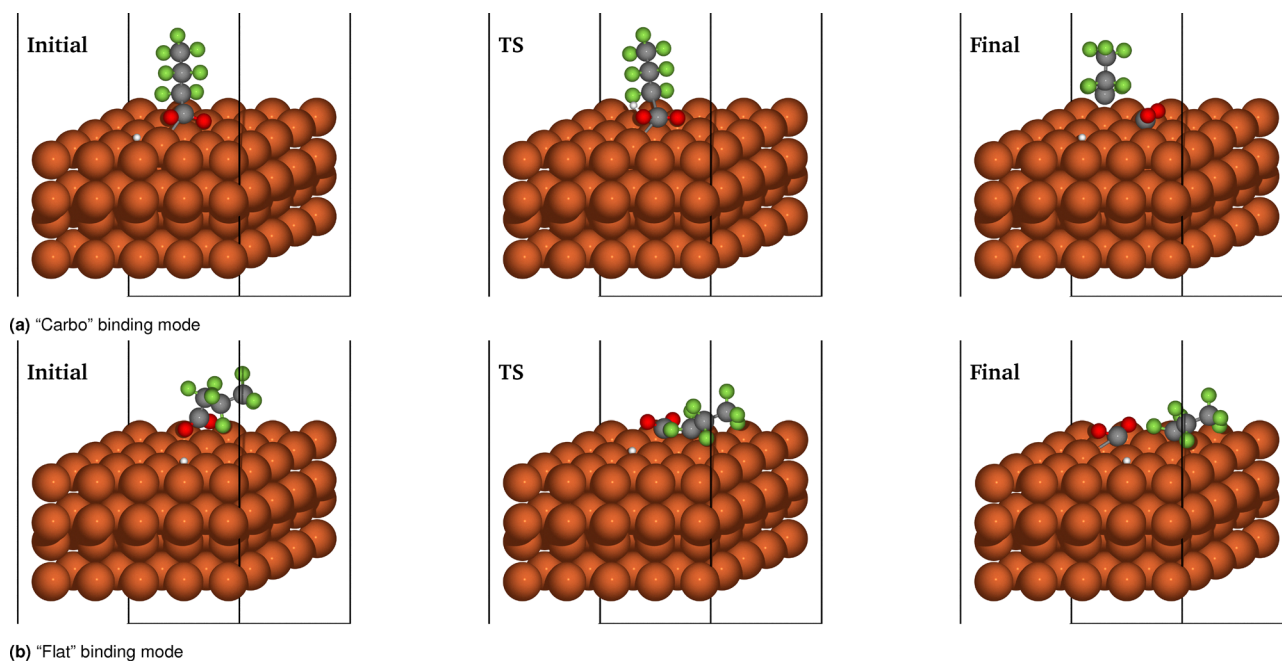 Initial
TS
Final
(a) “Carbo” binding mode
Initial
TS
Final
(b) “Flat” binding mode